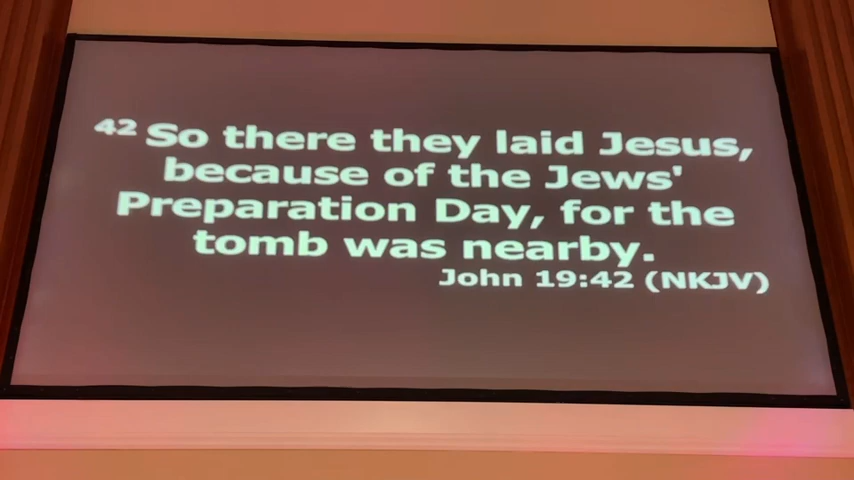 42 So there they laid Jesus,
because of the Jews'
Preparation Day, for the
tomb was nearby.
John 19:42 (NKJV)